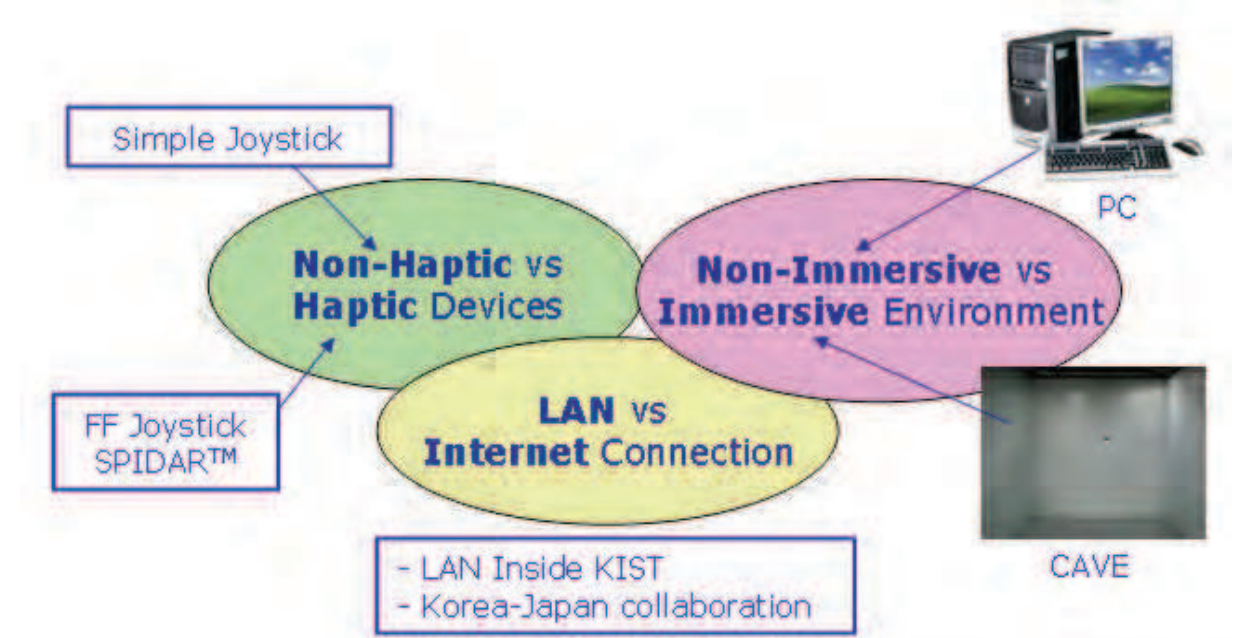 Simple Joystick
PC
Non-Haptic vs
Haptic Devices
Non-Immersive vs
Immersive Environment
FF Joystick
SPIDAR™
LAN vs
Internet Connection
CAVE
- LAN Inside KIST
- Korea-Japan collaboration